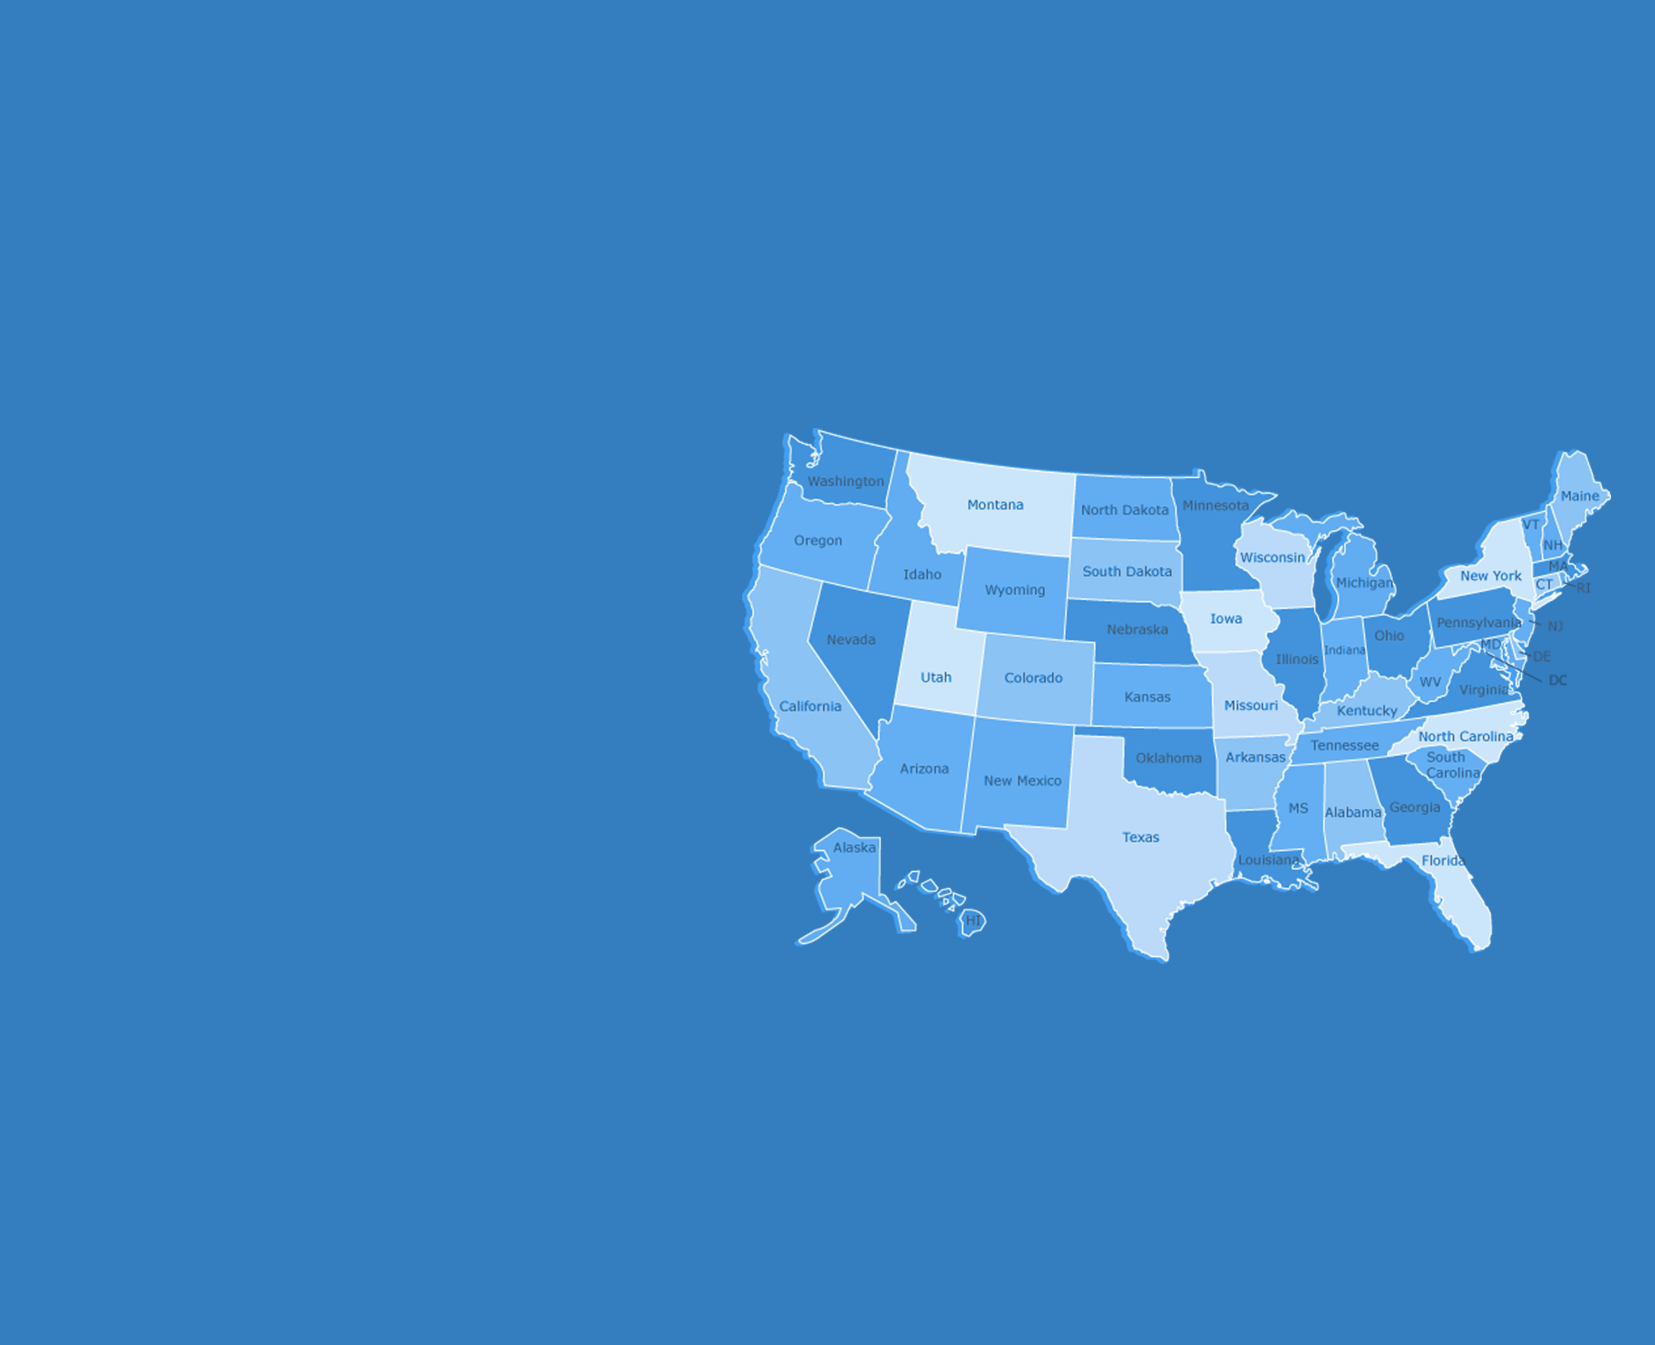 Washington
Montana
North Dakota
Minnesota
Maine
VT
Oregon
NH
Wisconsin
MA
South Dakota
Idaho
New York
Michigan
CT
RI
Wyoming
Iowa
Pennsylvania
NJ
Nebraska
Ohio
Nevada
MD
Indiana
DE
Illinois
Utah
Colorado
DC
WV
Virginia
Kansas
Missouri
California
Kentucky
North Carolina
Tennessee
Oklahoma
Arkansas
South
Carolina
Arizona
New Mexico
MS
Georgia
Alabama
Texas
Alaska
Louisiana
Florida
HI